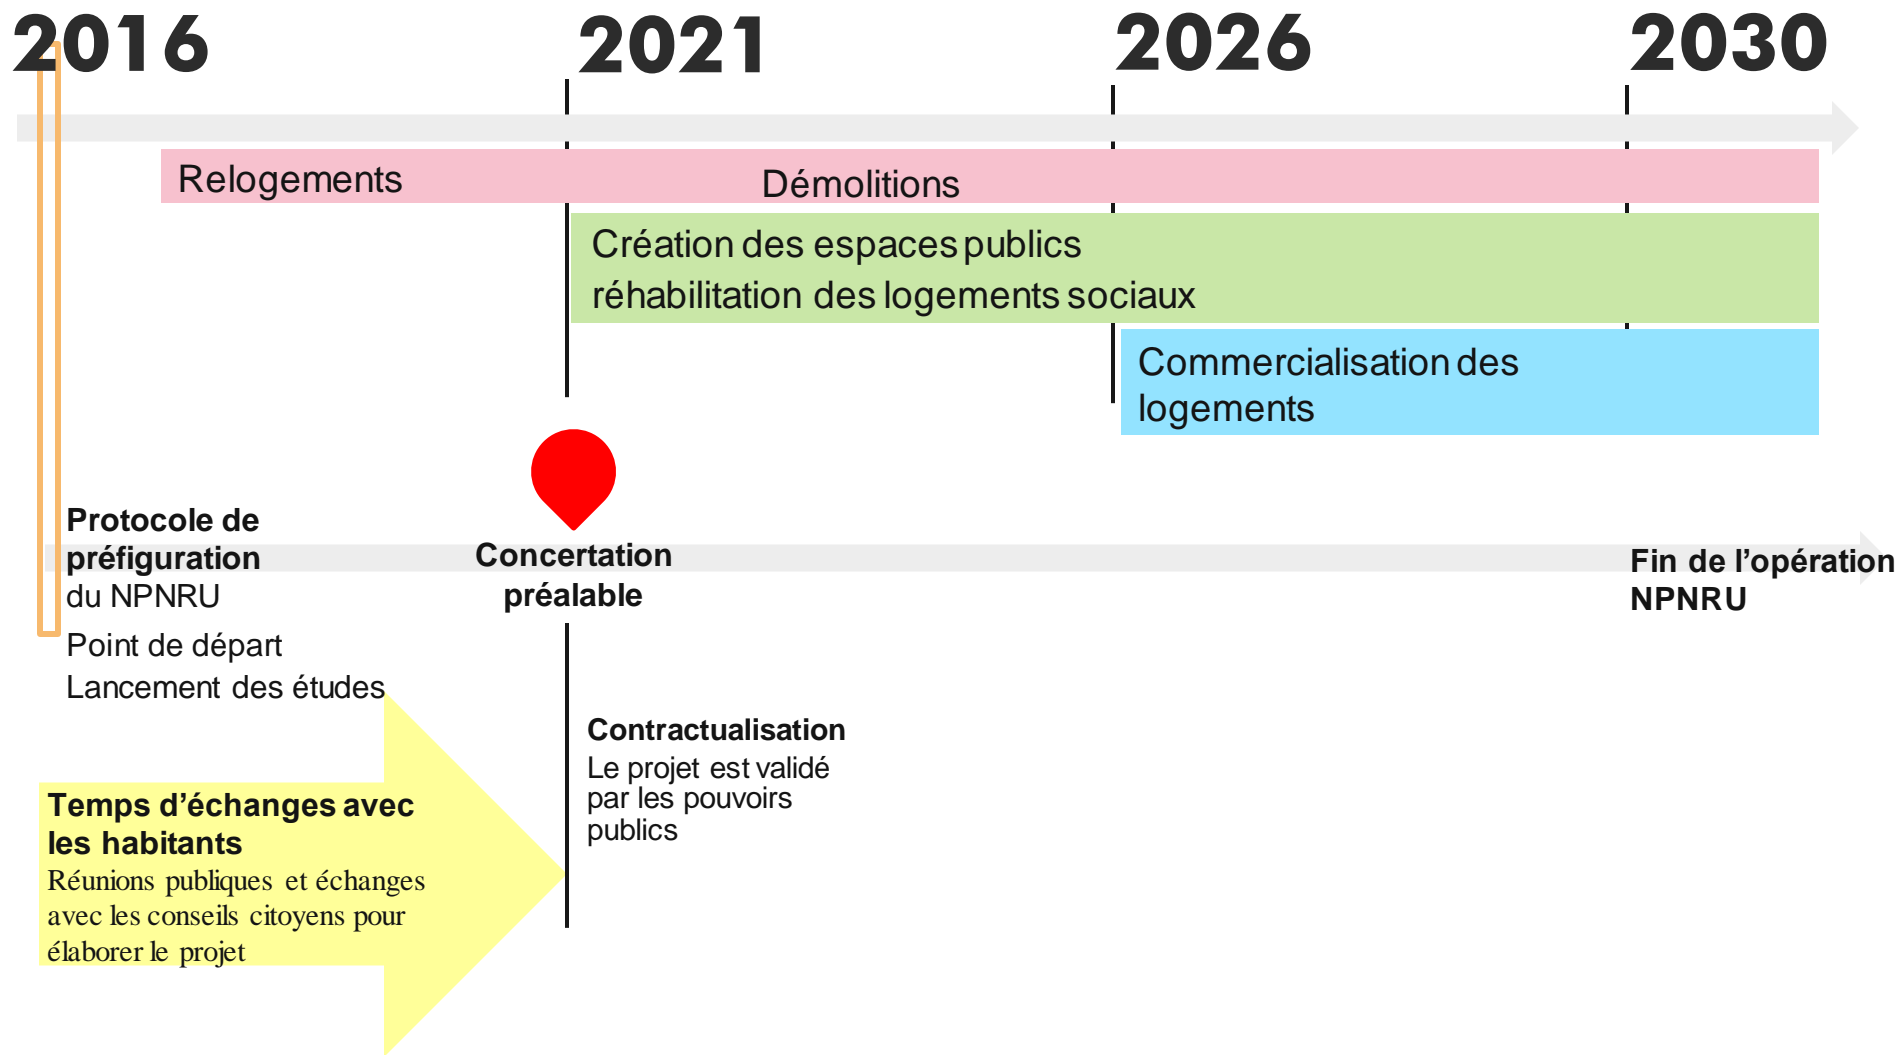 2016
2021
2026
2030
Relogements
Démolitions
Création des espaces publics
réhabilitation des logements sociaux
Commercialisation des
logements
Protocole de
préfiguration
du NPNRU
Point de départ
Lancement des études
Concertation
préalable
Fin de l’opération
NPNRU
Contractualisation
Le projet est validé
par les pouvoirs
publics
Temps d’échanges avec
les habitants
Réunions publiques et échanges
avec les conseils citoyens pour
élaborer le projet